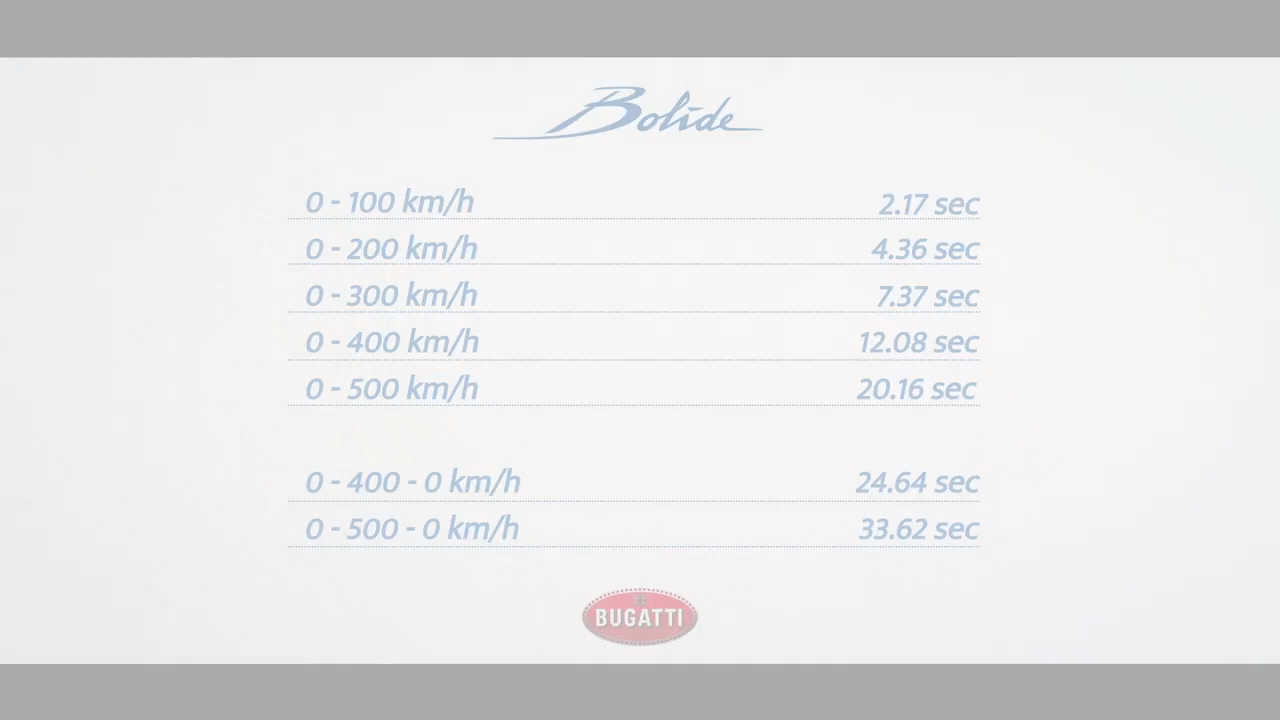 Bolide
0 - 100 km/h 2.17 sec
0 - 200 km/h 4.36 sec
0 - 300 km/h 7.37 sec
0 - 400 km/h 12.08 sec
0 - 500 km/h 20.16 sec
0 - 400 - 0 km/h 24.64 sec
0 - 500 - 0 km/h 33.62 sec
BUGATTI